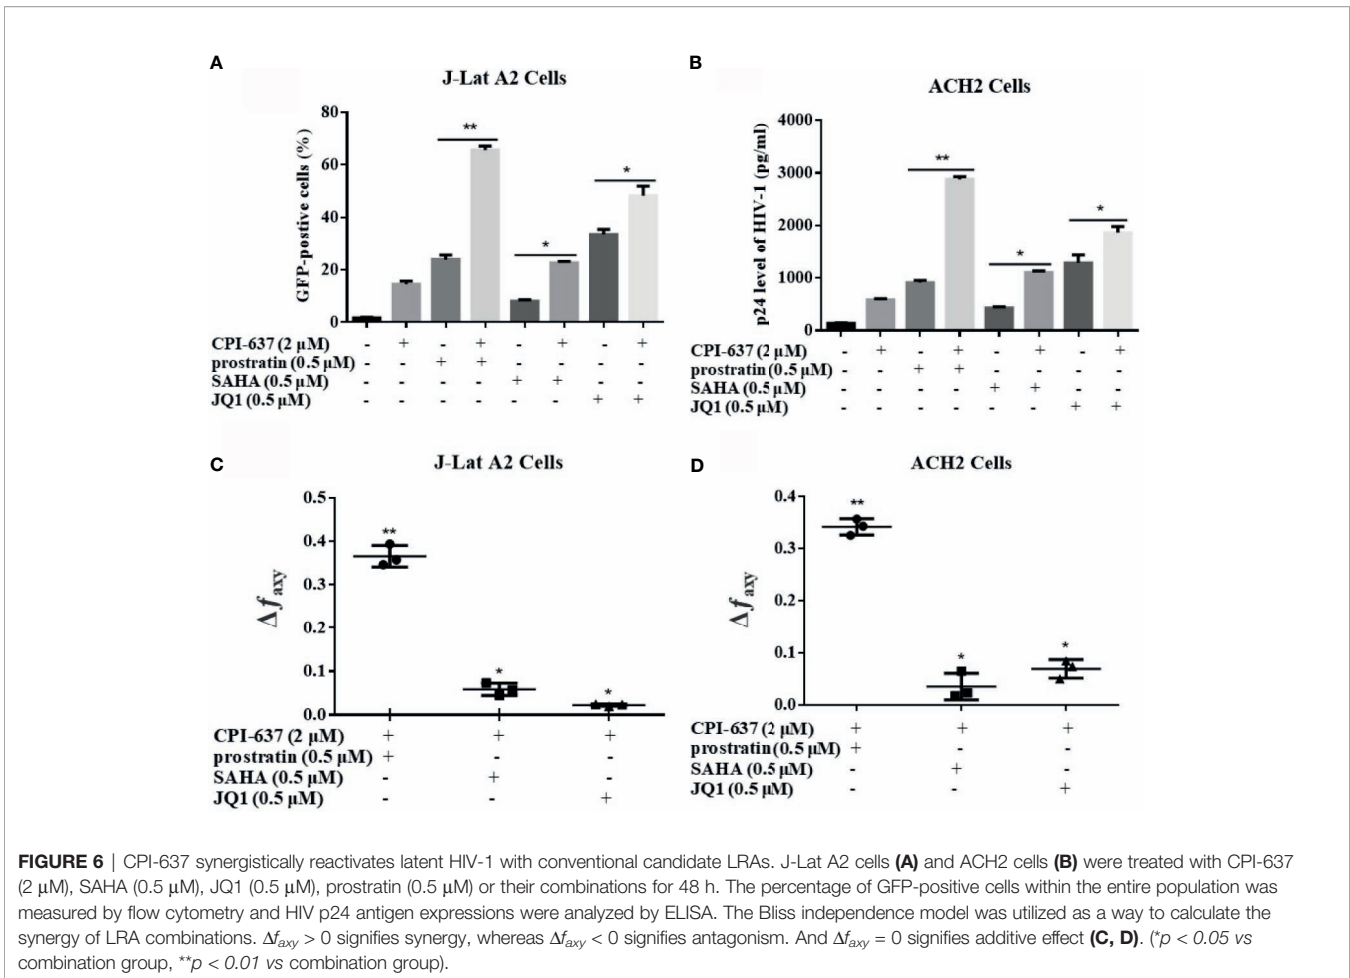 A
J-Lat A2 Cells
GFP-postive cells (%)
80
60
40
20
0
**
*
*
CPI-637 (2 μM) - + - + - + - +
prostratin (0.5 μM) - - + + - - - -
SAHA (0.5 μM) - - - - + + - -
JQ1 (0.5 μM) - - - - - - + +
B
ACH2 Cells
p24 level of HIV-1 (pg/ml)
4000
3000
2000
1000
0
**
*
*
CPI-637 (2 μM) - + - + - + - +
prostratin (0.5 μM) - - + + - - - -
SAHA (0.5 μM) - - - - + + - -
JQ1 (0.5 μM) - - - - - - + +
C
J-Lat A2 Cells
Δfaxy
0.5
0.4
0.3
0.2
0.1
0.0
**
*
*
CPI-637 (2 μM) + + +
prostratin (0.5 μM) + - -
SAHA (0.5 μM) - + -
JQ1 (0.5 μM) - - +
D
ACH2 Cells
Δfaxy
0.4
0.3
0.2
0.1
0.0
**
*
*
CPI-637 (2 μM) + + +
prostratin (0.5 μM) + - -
SAHA (0.5 μM) - + -
JQ1 (0.5 μM) - - +
FIGURE 6 | CPI-637 synergistically reactivates latent HIV-1 with conventional candidate LRAs. J-Lat A2 cells (A) and ACH2 cells (B) were treated with CPI-637
(2 μM), SAHA (0.5 μM), JQ1 (0.5 μM), prostratin (0.5 μM) or their combinations for 48 h. The percentage of GFP-positive cells within the entire population was
measured by flow cytometry and HIV p24 antigen expressions were analyzed by ELISA. The Bliss independence model was utilized as a way to calculate the
synergy of LRA combinations. Δfaxy > 0 signifies synergy, whereas Δfaxy < 0 signifies antagonism. And Δfaxy = 0 signifies additive effect (C, D). (*p < 0.05 vs
combination group, **p < 0.01 vs combination group).